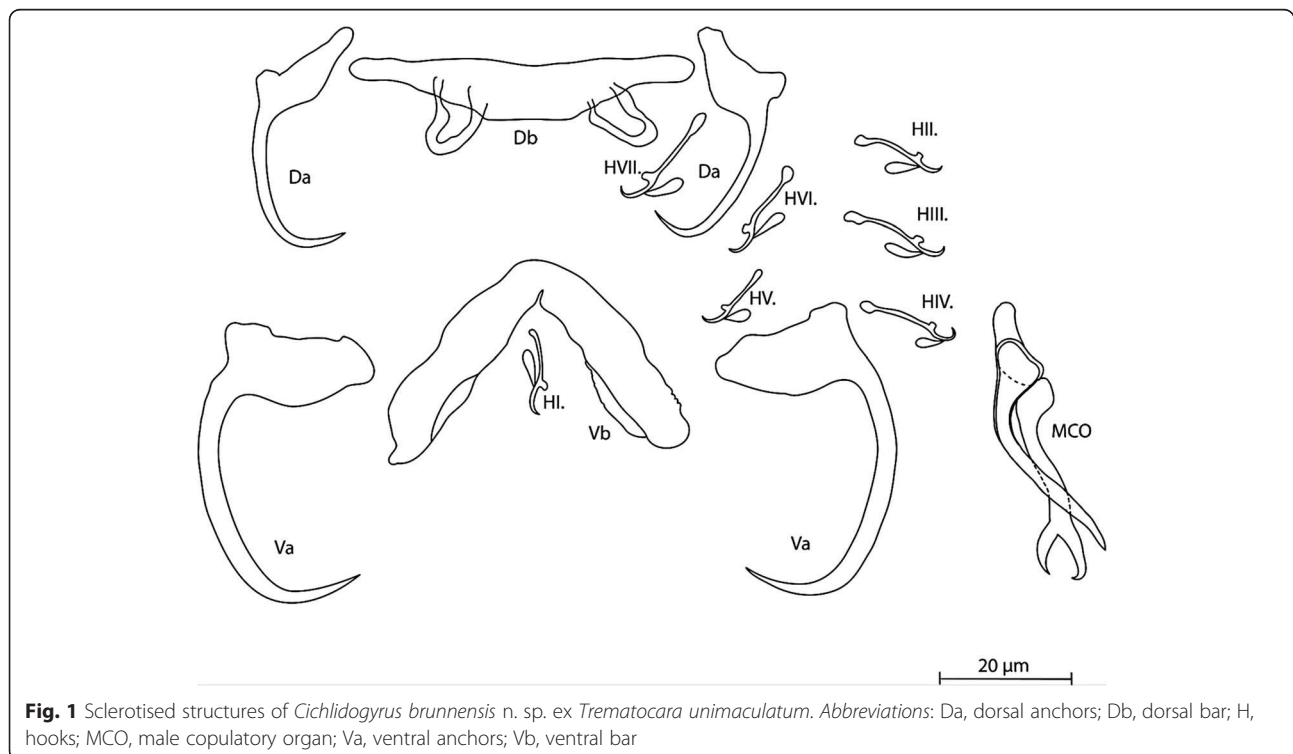 Da
Db
HVII.
Da
HII.
HVI.
HIII.
HV.
HIV.
HI.
Vb
MCO
Va
Va
20 µm
Fig. 1 Sclerotised structures of Cichlidogyrus brunnensis n. sp. ex Trematocara unimaculatum. Abbreviations: Da, dorsal anchors; Db, dorsal bar; H,
hooks; MCO, male copulatory organ; Va, ventral anchors; Vb, ventral bar